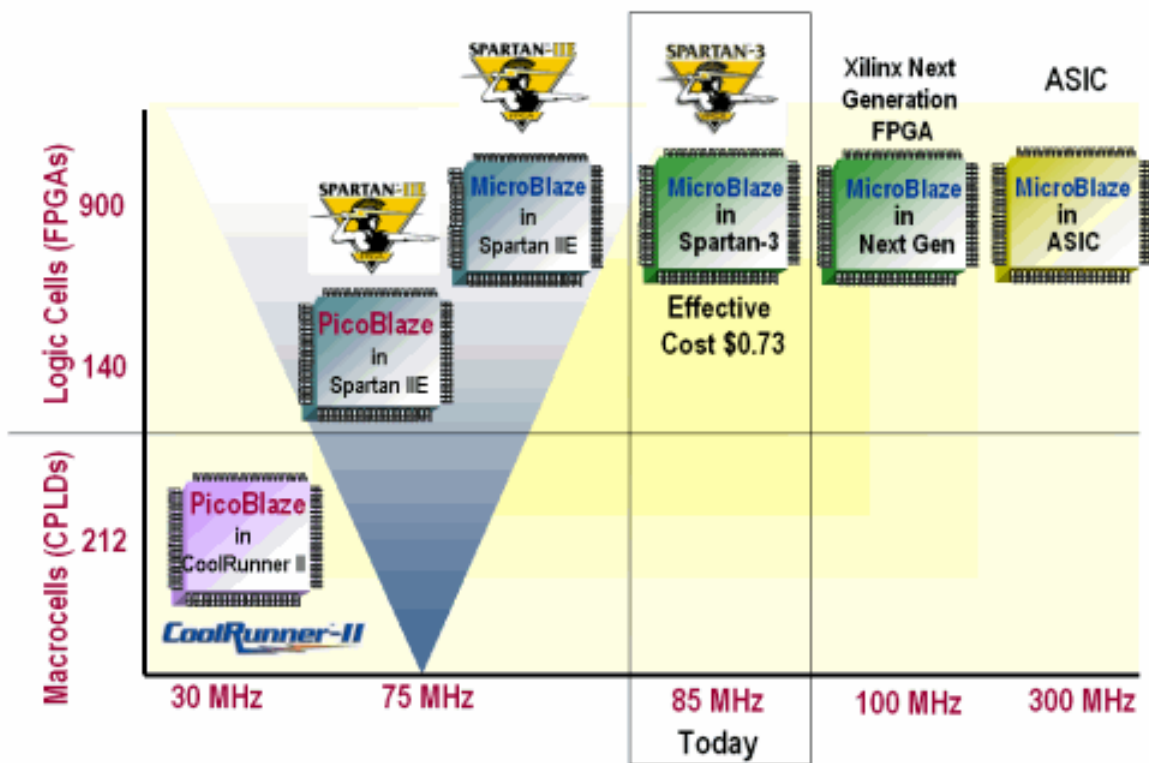 SPARTAN-IIE
SPARTAN-3
Xilinx Next
Generation
FPGA
ASIC
SPARTAN-IIE
MicroBlaze
in
Spartan IIE
MicroBlaze
in
Spartan-3
MicroBlaze
in
Next Gen
MicroBlaze
in
ASIC
Effective
Cost $0.73
PicoBlaze
in
Spartan IIE
PicoBlaze
in
CoolRunner II
CoolRunner-II
Logic Cells (FPGAs)
900
140
Macrocells (CPLDs)
212
30 MHz
75 MHz
85 MHz
100 MHz
300 MHz
Today